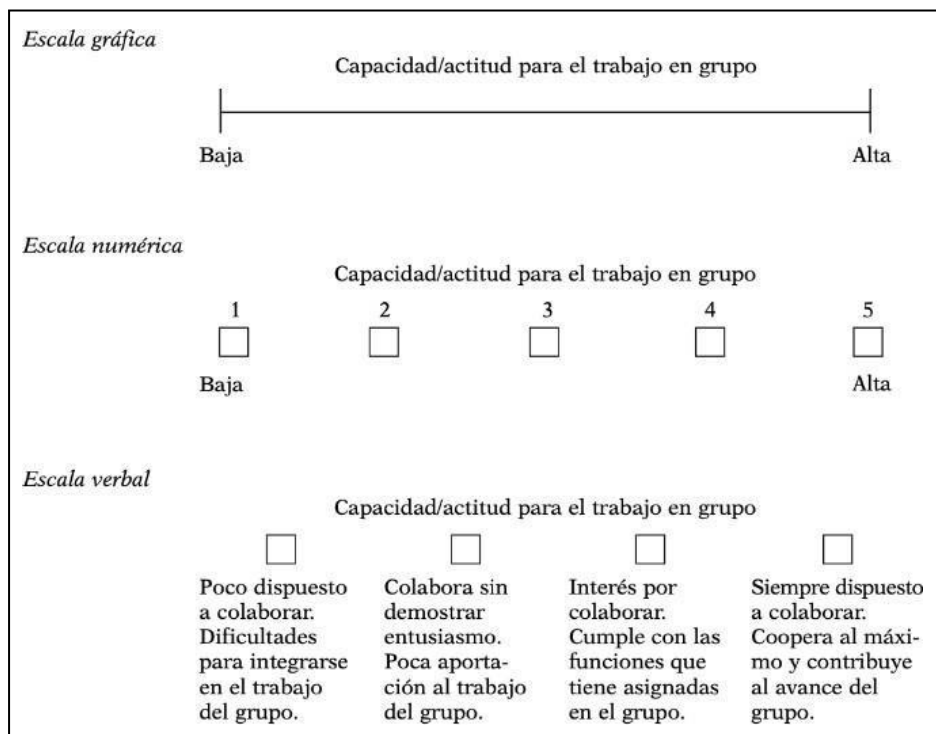 Escala gráfica
Capacidad/actitud para el trabajo en grupo
Baja Alta
Escala numérica
Capacidad/actitud para el trabajo en grupo
1 2 3 4 5
Baja Alta
Escala verbal
Capacidad/actitud para el trabajo en grupo
Poco dispuesto
a colaborar.
Dificultades
para integrarse
en el trabajo
del grupo.
Colabora sin
demostrar
entusiasmo.
Poca aporta-
ción al trabajo
del grupo.
Interés por
colaborar.
Cumple con las
funciones que
tiene asignadas
en el grupo.
Siempre dispuesto
a colaborar.
Coopera al máxi-
mo y contribuye
al avance del
grupo.